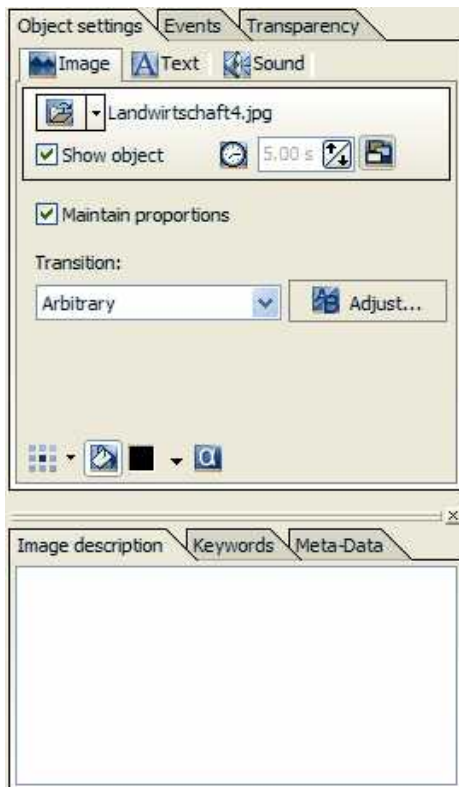 Object settings Events Transparency
Image Text Sound
Landwirtschaft4.jpg
Show object 5.00 s
Maintain proportions
Transition:
Arbitrary Adjust...
Image description Keywords Meta-Data